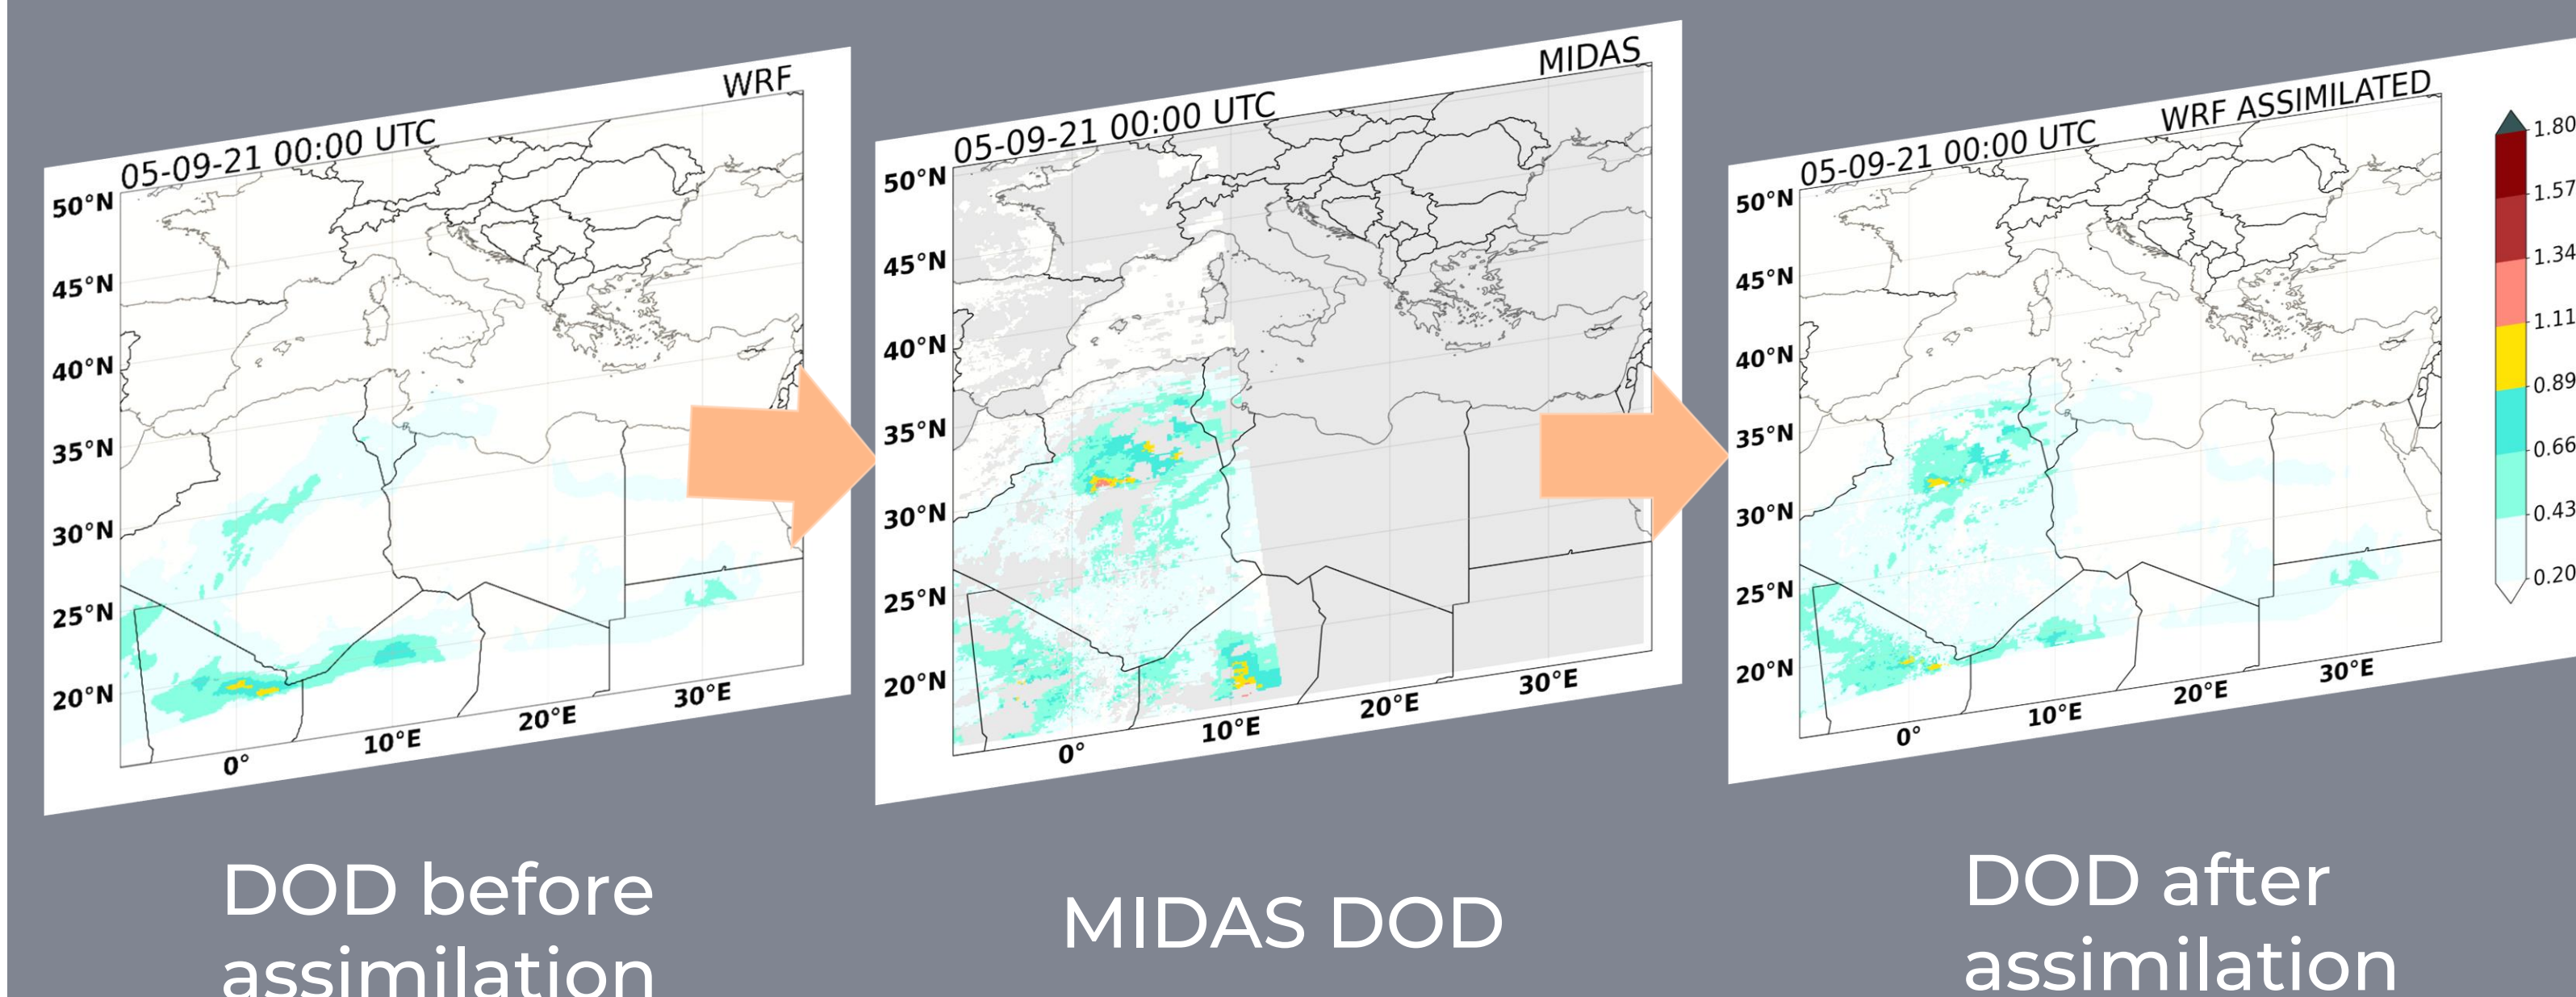 WRF
05-09-21 00:00 UTC
50°N
45°N
40°N
35°N
30°N
25°N
20°N
0°
10°E
20°E
30°E
MIDAS
05-09-21 00:00 UTC
50°N
45°N
40°N
35°N
30°N
25°N
20°N
0°
10°E
20°E
30°E
WRF ASSIMILATED
05-09-21 00:00 UTC
50°N
45°N
40°N
35°N
30°N
25°N
20°N
0°
10°E
20°E
30°E
1.80
1.57
1.34
1.11
0.89
0.66
0.43
0.20
DOD before
assimilation
MIDAS DOD
DOD after
assimilation